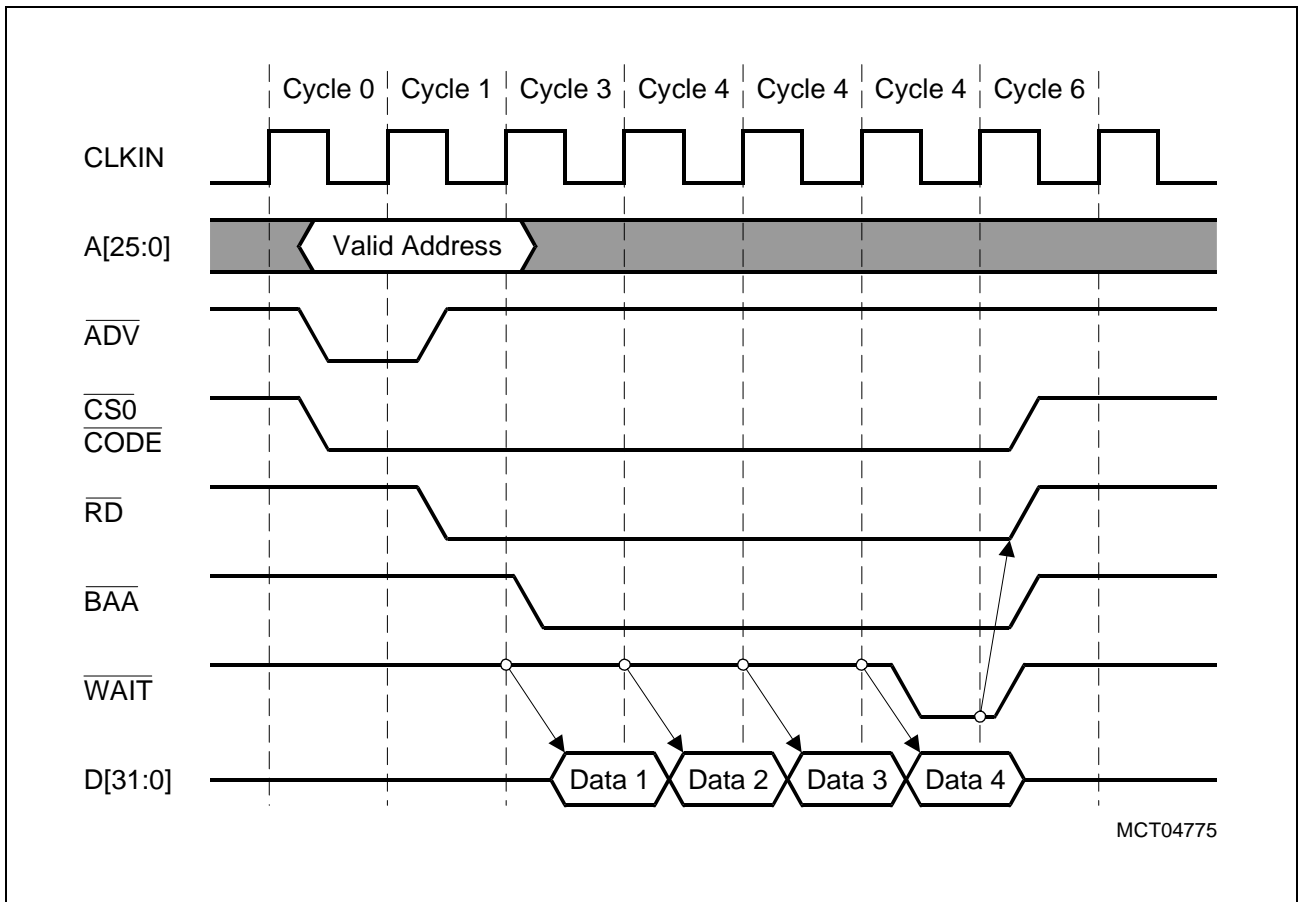 Cycle 0 Cycle 1 Cycle 3 Cycle 4 Cycle 4 Cycle 4 Cycle 6
CLKIN
A[25:0] Valid Address
ADV
CS0
CODE
RD
BAA
WAIT
D[31:0] Data 1 Data 2 Data 3 Data 4
MCT04775